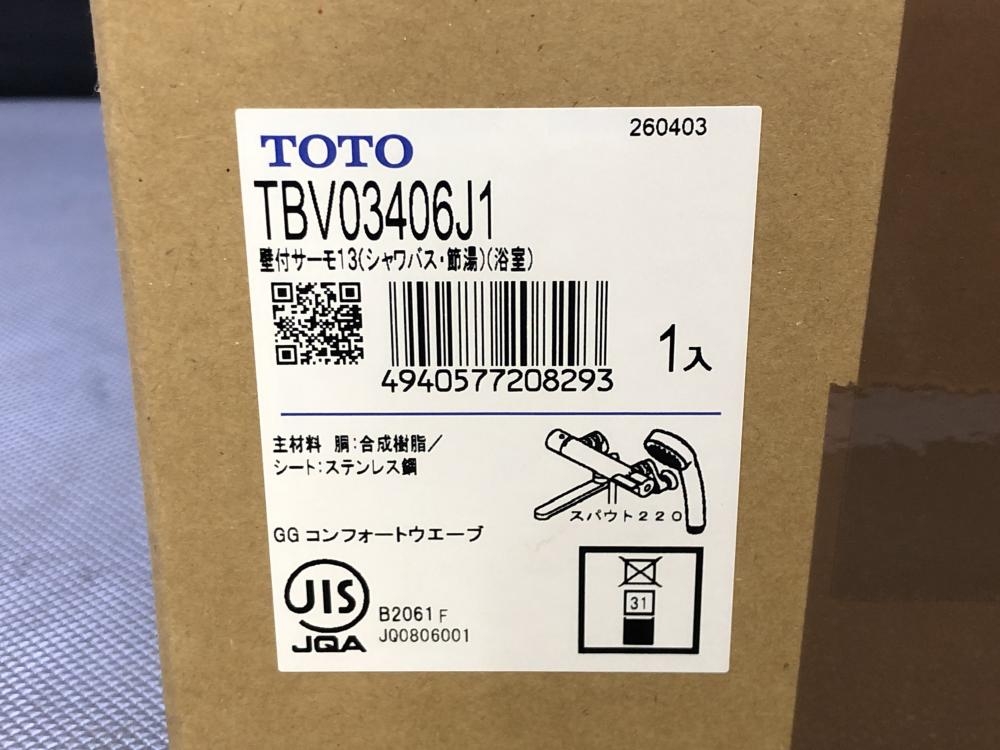 260403
TOTO
TBV03406J1
壁付サーモ13(シャワバス・節湯)(浴室)
4940577208293
1入
主材料 胴:合成樹脂/
シート:ステンレス鋼
スパウト220
GG コンフォートウエーブ
JIS
JQA
B2061 F
JQ0806001
31